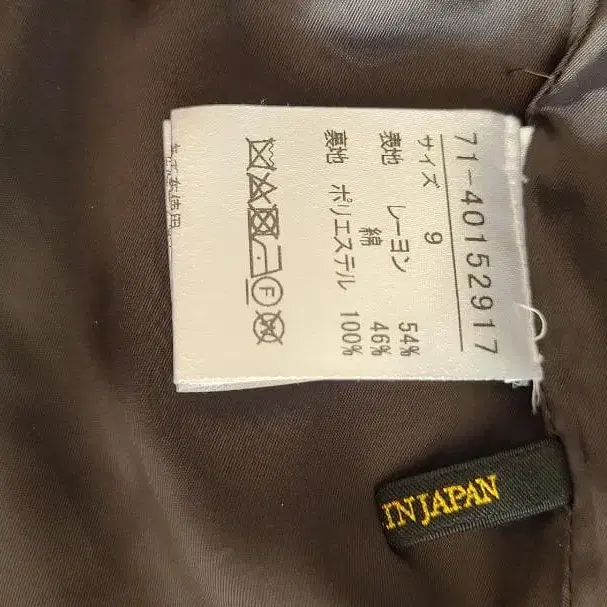 71-40152917
サイズ 9
表地 レーヨン 54%
綿 46%
裏地 ポリエステル 100%
F
IN JAPAN